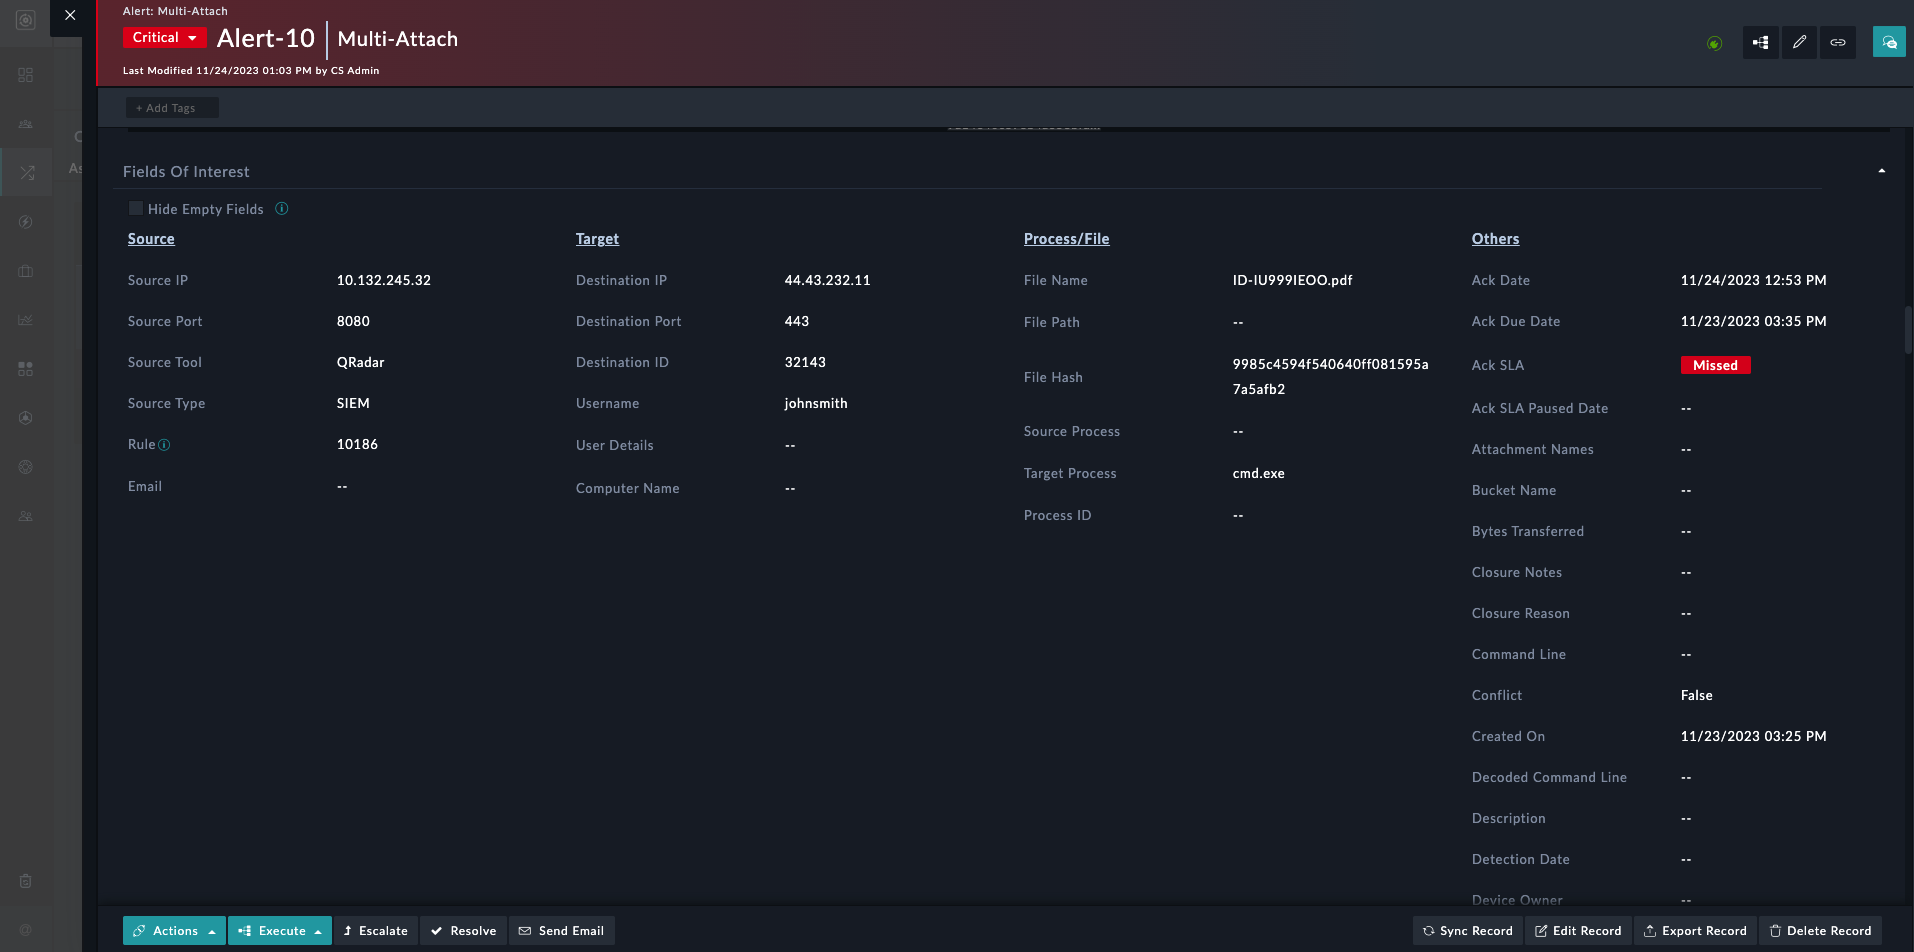 Alert: Multi-Attach
Critical Alert-10 Multi-Attach
Last Modified 11/24/2023 01:03 PM by CS Admin
+ Add Tags
Fields Of Interest
Hide Empty Fields
Source
Source IP 10.132.245.32
Source Port 8080
Source Tool QRadar
Source Type SIEM
Rule 10186
Email --
Target
Destination IP 44.43.232.11
Destination Port 443
Destination ID 32143
Username johnsmith
User Details --
Computer Name --
Process/File
File Name ID-IU999IEOO.pdf
File Path --
File Hash 9985c4594f540640ff081595a
7a5afb2
Source Process --
Target Process cmd.exe
Process ID --
Others
Ack Date 11/24/2023 12:53 PM
Ack Due Date 11/23/2023 03:35 PM
Ack SLA Missed
Ack SLA Paused Date --
Attachment Names --
Bucket Name --
Bytes Transferred --
Closure Notes --
Closure Reason --
Command Line --
Conflict False
Created On 11/23/2023 03:25 PM
Decoded Command Line --
Description --
Detection Date --
Device Owner --
Actions Execute Escalate Resolve Send Email Sync Record Edit Record Export Record Delete Record